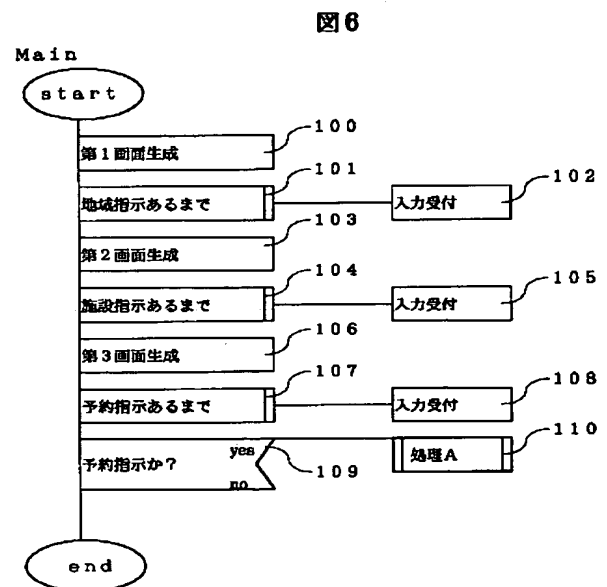 図6
Main
start
100
第1画面生成
101
102
地域指示あるまで
入力受付
103
第2画面生成
104
105
施設指示あるまで
入力受付
106
第3画面生成
107
108
予約指示あるまで
入力受付
110
予約指示か?
yes
処理A
109
no
end